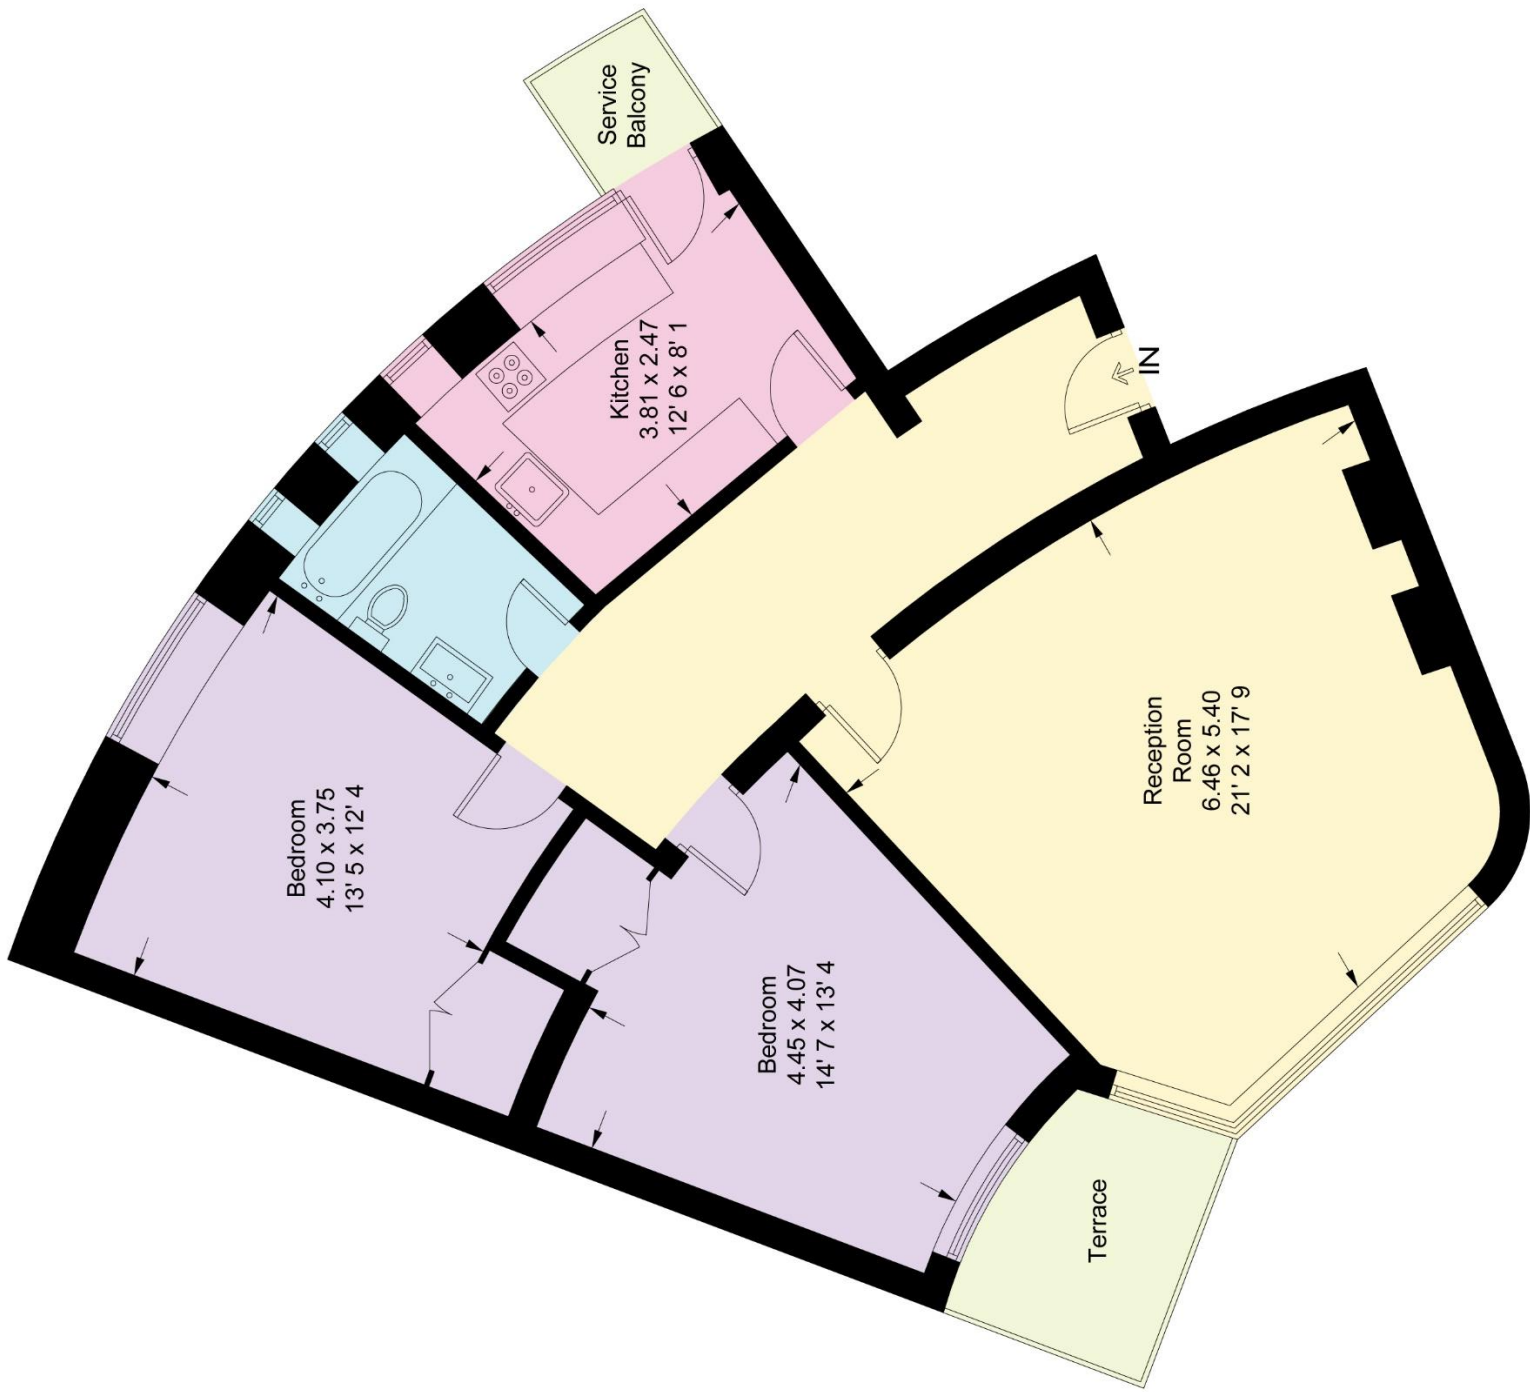 Service
Balcony
Kitchen
3.81 x 2.47
12' 6 x 8' 1
IN
Reception
Room
6.46 x 5.40
21' 2 x 17' 9
Bedroom
4.10 x 3.75
13' 5 x 12' 4
Bedroom
4.45 x 4.07
14' 7 x 13' 4
Terrace